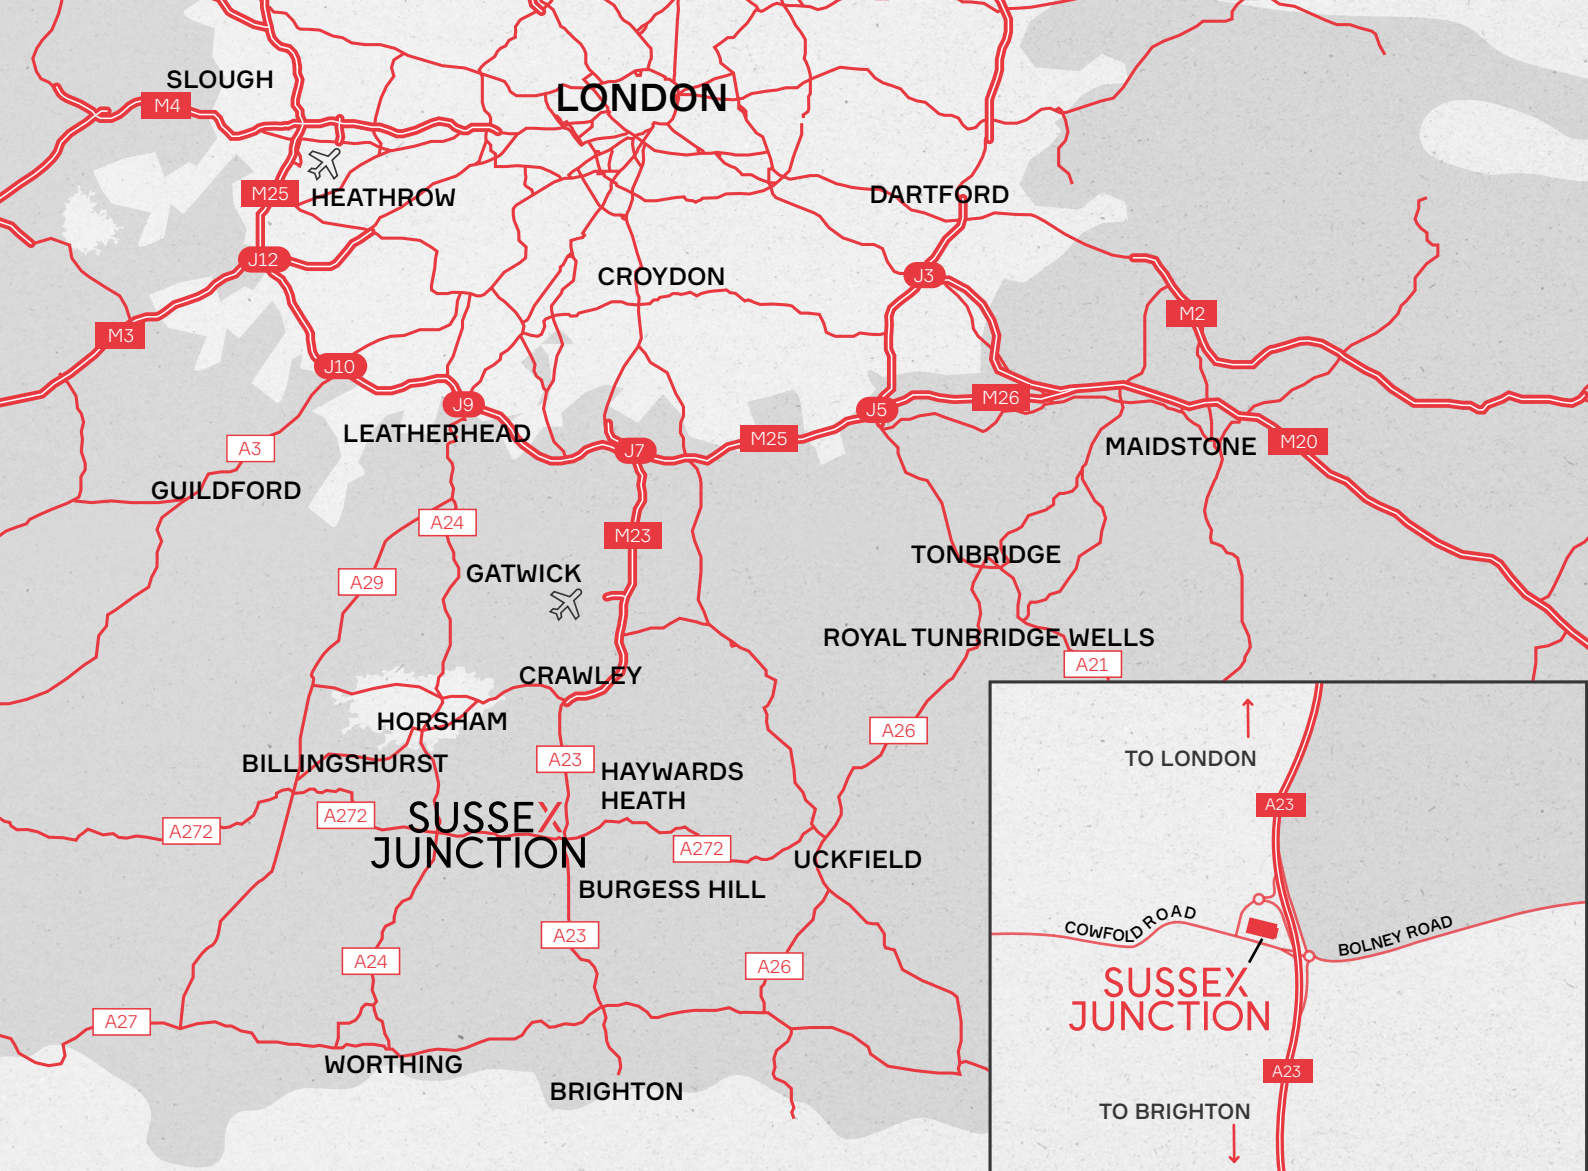 SLOUGH
M4
LONDON
HEATHROW
M25
DARTFORD
J12
CROYDON
J3
M3
M2
J10
J9
M26
J5
LEATHERHEAD
A3
J7
M25
MAIDSTONE
M20
GUILDFORD
A24
M23
TONBRIDGE
GATWICK
A29
ROYAL TUNBRIDGE WELLS
A21
CRAWLEY
HORSHAM
A26
BILLINGSHURST
A23
HAYWARDS
HEATH
A272
A272
SUSSEX
JUNCTION
A272
UCKFIELD
BURGESS HILL
A23
A24
A26
A27
WORTHING
BRIGHTON
TO LONDON
A23
COWFOLD ROAD
BOLNEY ROAD
SUSSEX
JUNCTION
A23
TO BRIGHTON